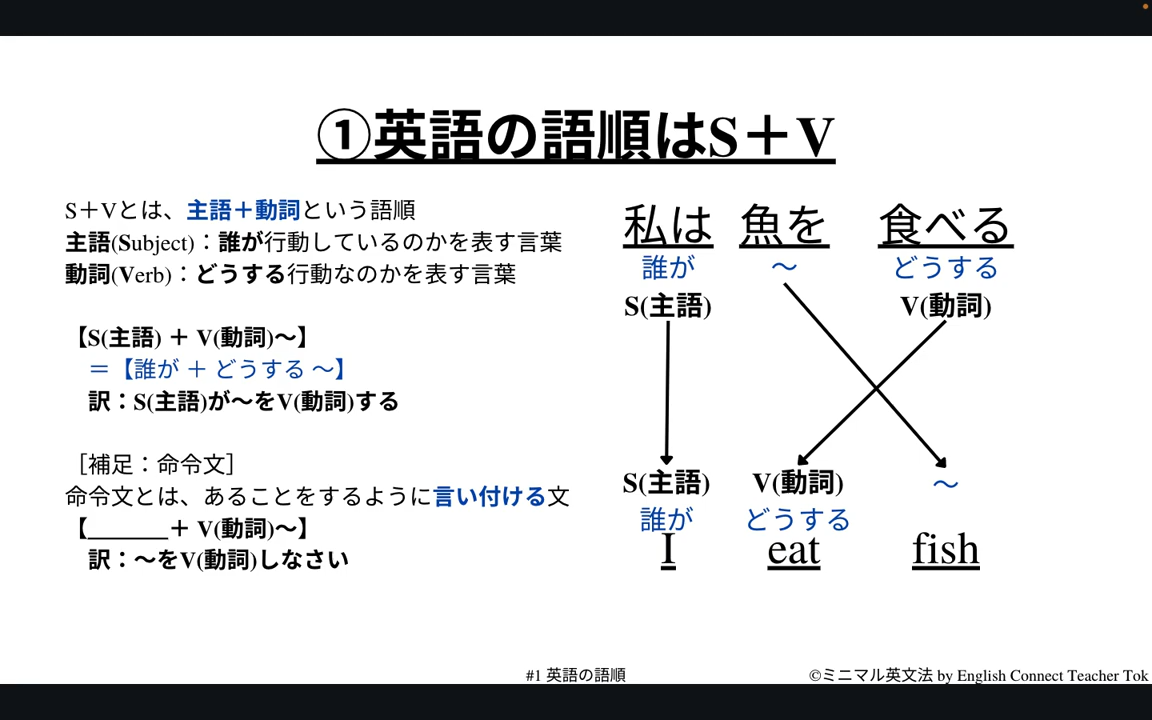 ①英語の語順はS＋V
S＋Vとは、主語＋動詞という語順
主語(Subject)：誰が行動しているのかを表す言葉
動詞(Verb)：どうする行動なのかを表す言葉
【S(主語) ＋ V(動詞)〜】
＝【誰が ＋ どうする 〜】
訳：S(主語)が〜をV(動詞)する
［補足：命令文］
命令文とは、あることをするように言い付ける文
【_______＋ V(動詞)〜】
訳：〜をV(動詞)しなさい
私は 魚を 食べる
誰が 〜 どうする
S(主語) V(動詞)
S(主語) V(動詞) 〜
誰が どうする
I eat fish
#1 英語の語順
©ミニマル英文法 by English Connect Teacher Tok